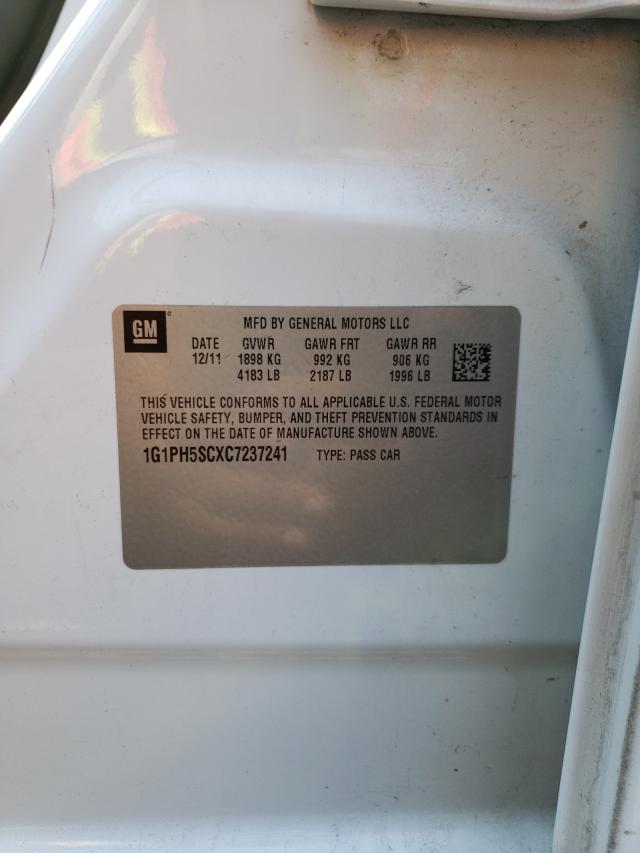 GM MFD BY GENERAL MOTORS LLC
DATE GVWR GAWR FRT GAWR RR
12/11 1898 KG 992 KG 906 KG
4183 LB 2187 LB 1996 LB
THIS VEHICLE CONFORMS TO ALL APPLICABLE U.S. FEDERAL MOTOR
VEHICLE SAFETY, BUMPER, AND THEFT PREVENTION STANDARDS IN
EFFECT ON THE DATE OF MANUFACTURE SHOWN ABOVE.
1G1PH5SCXC7237241 TYPE: PASS CAR